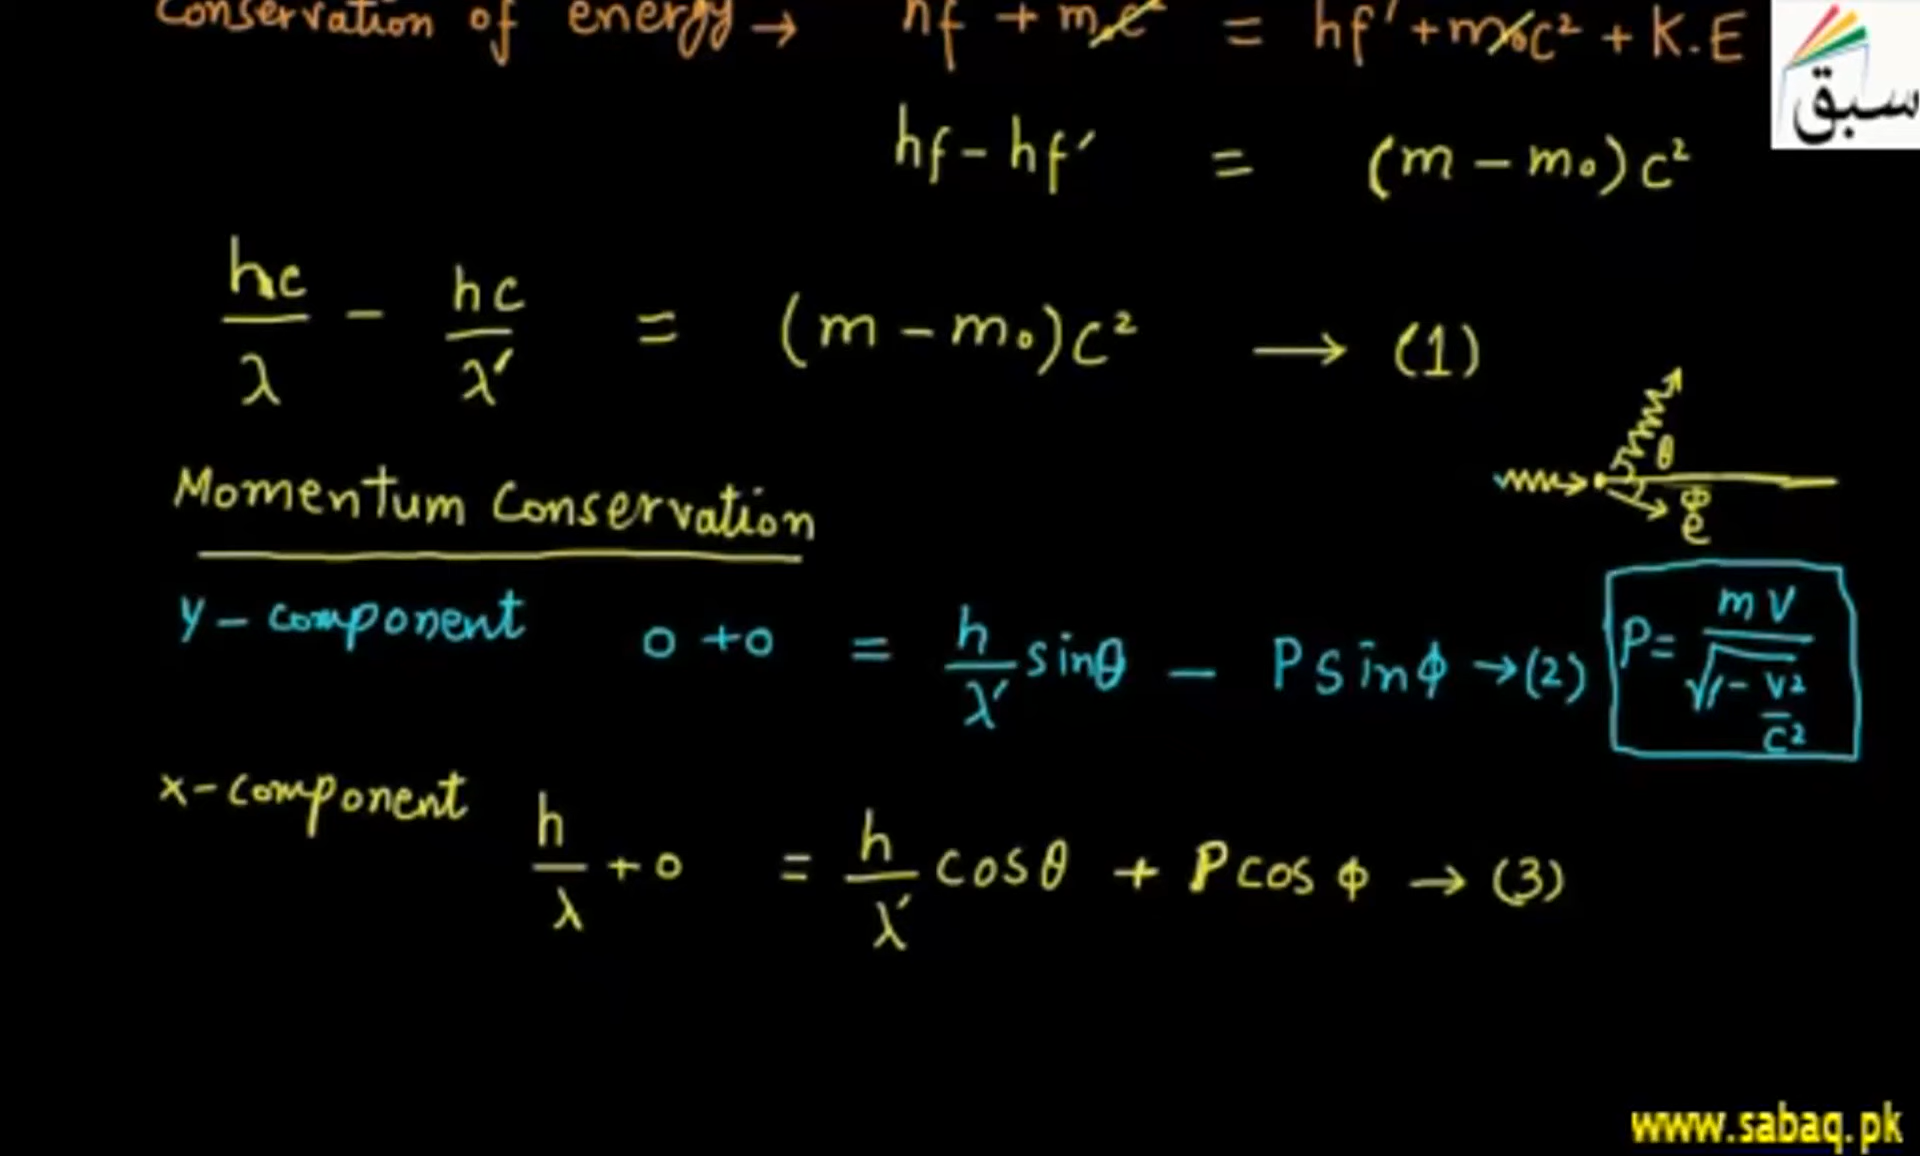 Conservation of energy → hf + m₀c² = hf' + m₀c² + K.E
سبق
hf - hf' = (m - m₀)c²
hc/λ - hc/λ' = (m - m₀)c² → (1)
θ
Φ
e
Momentum Conservation
y - component 0 + 0 = h/λ' sinθ - P sinϕ → (2)
P = mv/√1 - v²/c²
x - component h/λ + 0 = h/λ' cosθ + P cosϕ → (3)
www.sabaq.pk